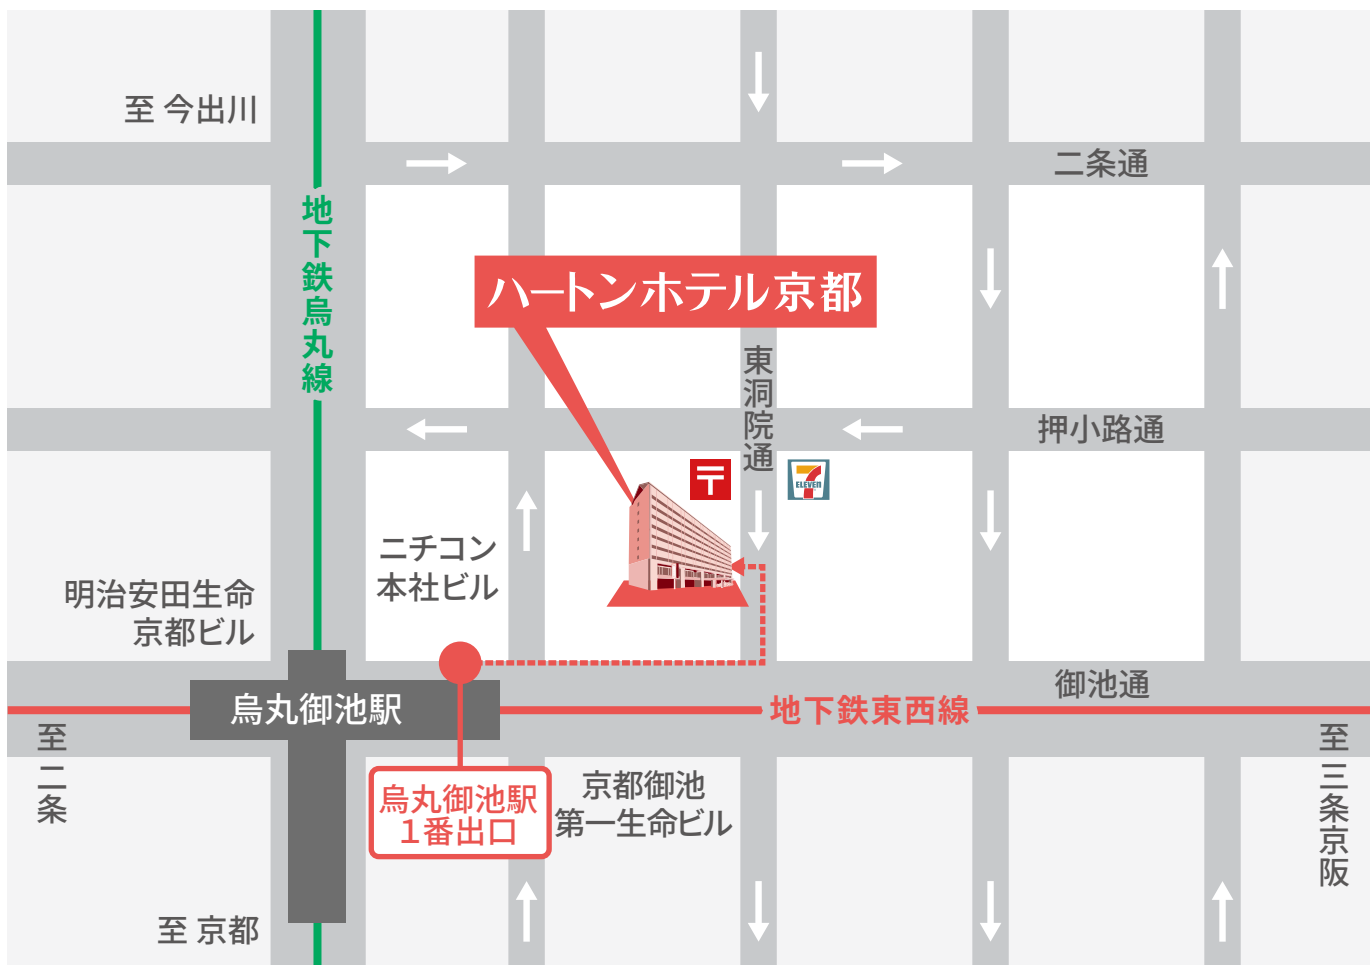 至 今出川
二条通
地下鉄烏丸線
ハートンホテル京都
東洞院通
押小路通
〒
7
ELEVEN
ニチコン
本社ビル
明治安田生命
京都ビル
御池通
烏丸御池駅
地下鉄東西線
至二条
至三条京阪
烏丸御池駅
1番出口
京都御池
第一生命ビル
至 京都